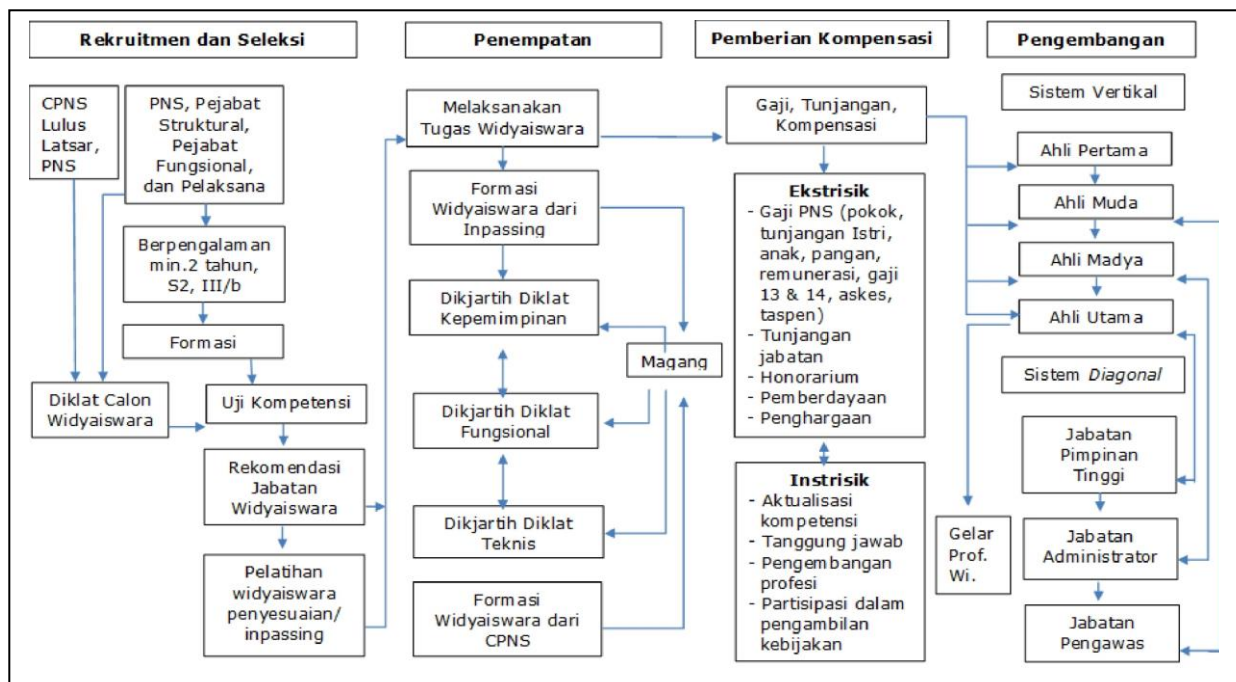 Rekruitmen dan Seleksi
CPNS
Lulus
Latsar,
PNS
PNS, Pejabat
Struktural,
Pejabat
Fungsional,
dan Pelaksana
Berpengalaman
min.2 tahun,
S2, III/b
Formasi
Diklat Calon
Widyaiswara
Uji Kompetensi
Rekomendasi
Jabatan
Widyaiswara
Pelatihan
widyaiswara
penyesuaian/
inpassing
Penempatan
Melaksanakan
Tugas Widyaiswara
Formasi
Widyaiswara dari
Inpassing
Dikjartih Diklat
Kepemimpinan
Magang
Dikjartih Diklat
Fungsional
Dikjartih Diklat
Teknis
Formasi
Widyaiswara dari
CPNS
Pemberian Kompensasi
Gaji, Tunjangan,
Kompensasi
Ekstrisik
- Gaji PNS (pokok,
tunjangan Istri,
anak, pangan,
remunerasi, gaji
13 & 14, askes,
taspen)
- Tunjangan
jabatan
- Honorarium
- Pemberdayaan
- Penghargaan
Instrisik
- Aktualisasi
kompetensi
- Tanggung jawab
- Pengembangan
profesi
- Partisipasi dalam
pengambilan
kebijakan
Pengembangan
Sistem Vertikal
Ahli Pertama
Ahli Muda
Ahli Madya
Ahli Utama
Sistem Diagonal
Jabatan
Pimpinan
Tinggi
Gelar
Prof.
Wi.
Jabatan
Administrator
Jabatan
Pengawas